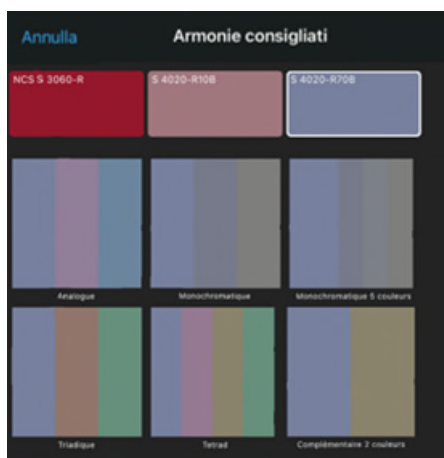 Annulla
Armonie consigliati
NCS S 3060-R
S 4020-R10B
S 4020-R70B
Analogue
Monochromatique
Monochromatique 5 couleurs
Triadique
Tetrad
Complémentaire 2 couleurs